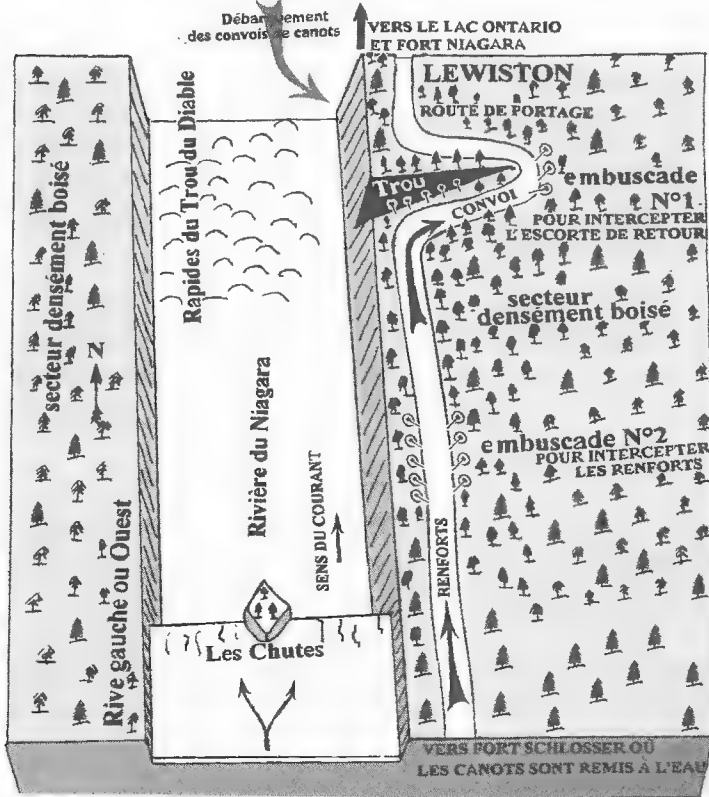 Débarquement
des convois de canots
VERS LE LAC ONTARIO
ET FORT NIAGARA
LEWISTON
ROUTE DE PORTAGE
Trou
CONVOI
embuscade
N°1
POUR INTERCEPTER
L'ESCORTE DE RETOUR
Rapides du Trou du Diable
secteur densément boisé
N
secteur
densément boisé
embuscade N°2
POUR INTERCEPTER
LES RENFORTS
Rivière du Niagara
SENS DU COURANT
RENFORTS
Rive gauche ou Ouest
Les Chutes
VERS FORT SCHLOSSER OÙ
LES CANOTS SONT REMIS À L'EAU